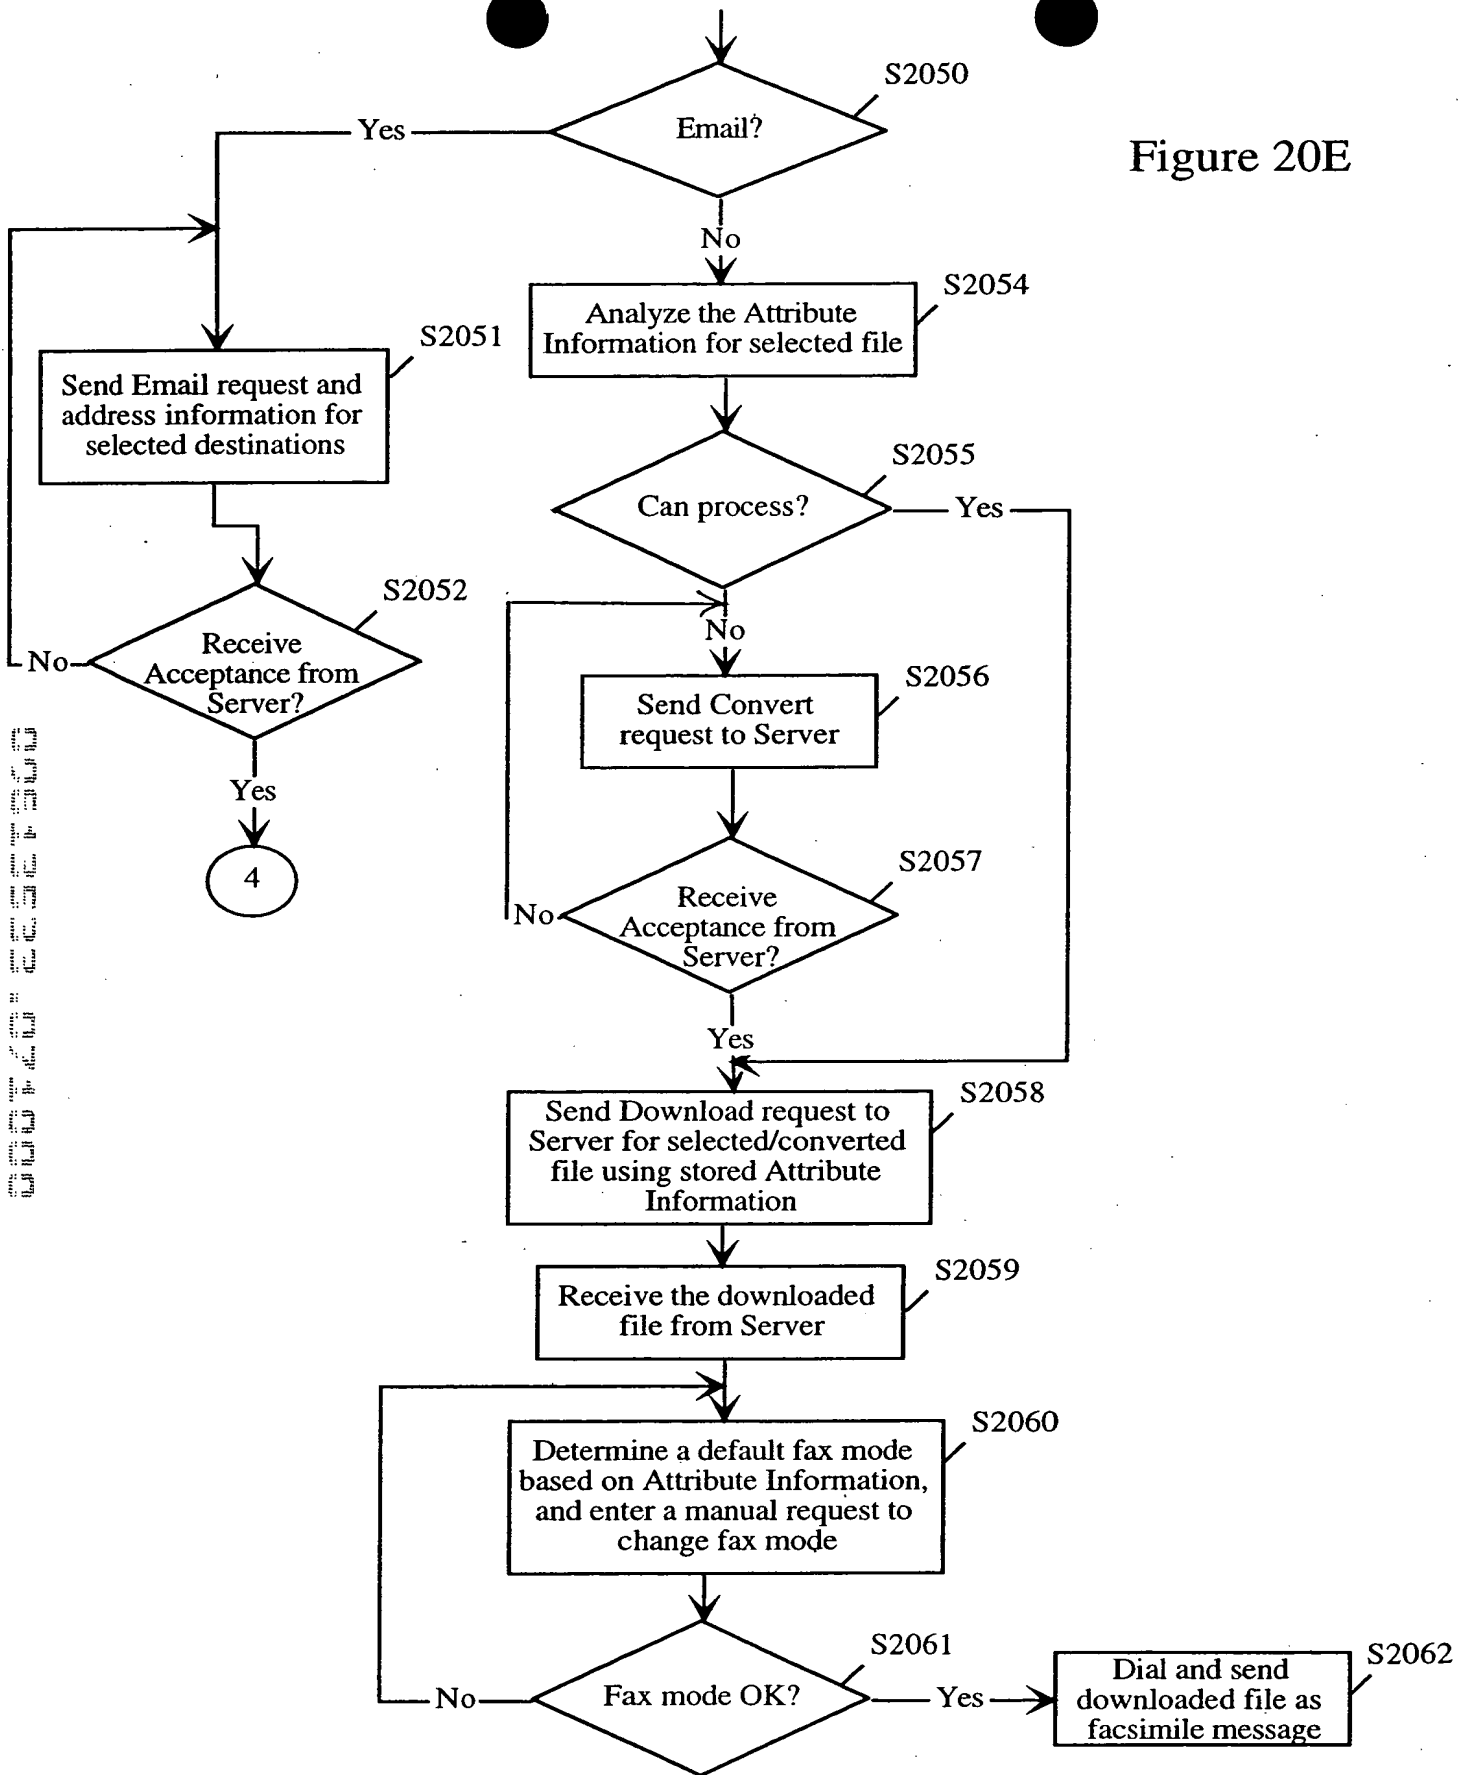 S2050
Email?
Yes
Figure 20E
No
S2054
Analyze the Attribute
Information for selected file
S2051
Send Email request and
address information for
selected destinations
S2055
Can process?
Yes
S2052
Receive
Acceptance from
Server?
No
No
S2056
Send Convert
request to Server
Yes
4
S2057
Receive
Acceptance from
Server?
No
Yes
S2058
Send Download request to
Server for selected/converted
file using stored Attribute
Information
S2059
Receive the downloaded
file from Server
S2060
Determine a default fax mode
based on Attribute Information,
and enter a manual request to
change fax mode
S2061
Fax mode OK?
No
Yes
S2062
Dial and send
downloaded file as
facsimile message